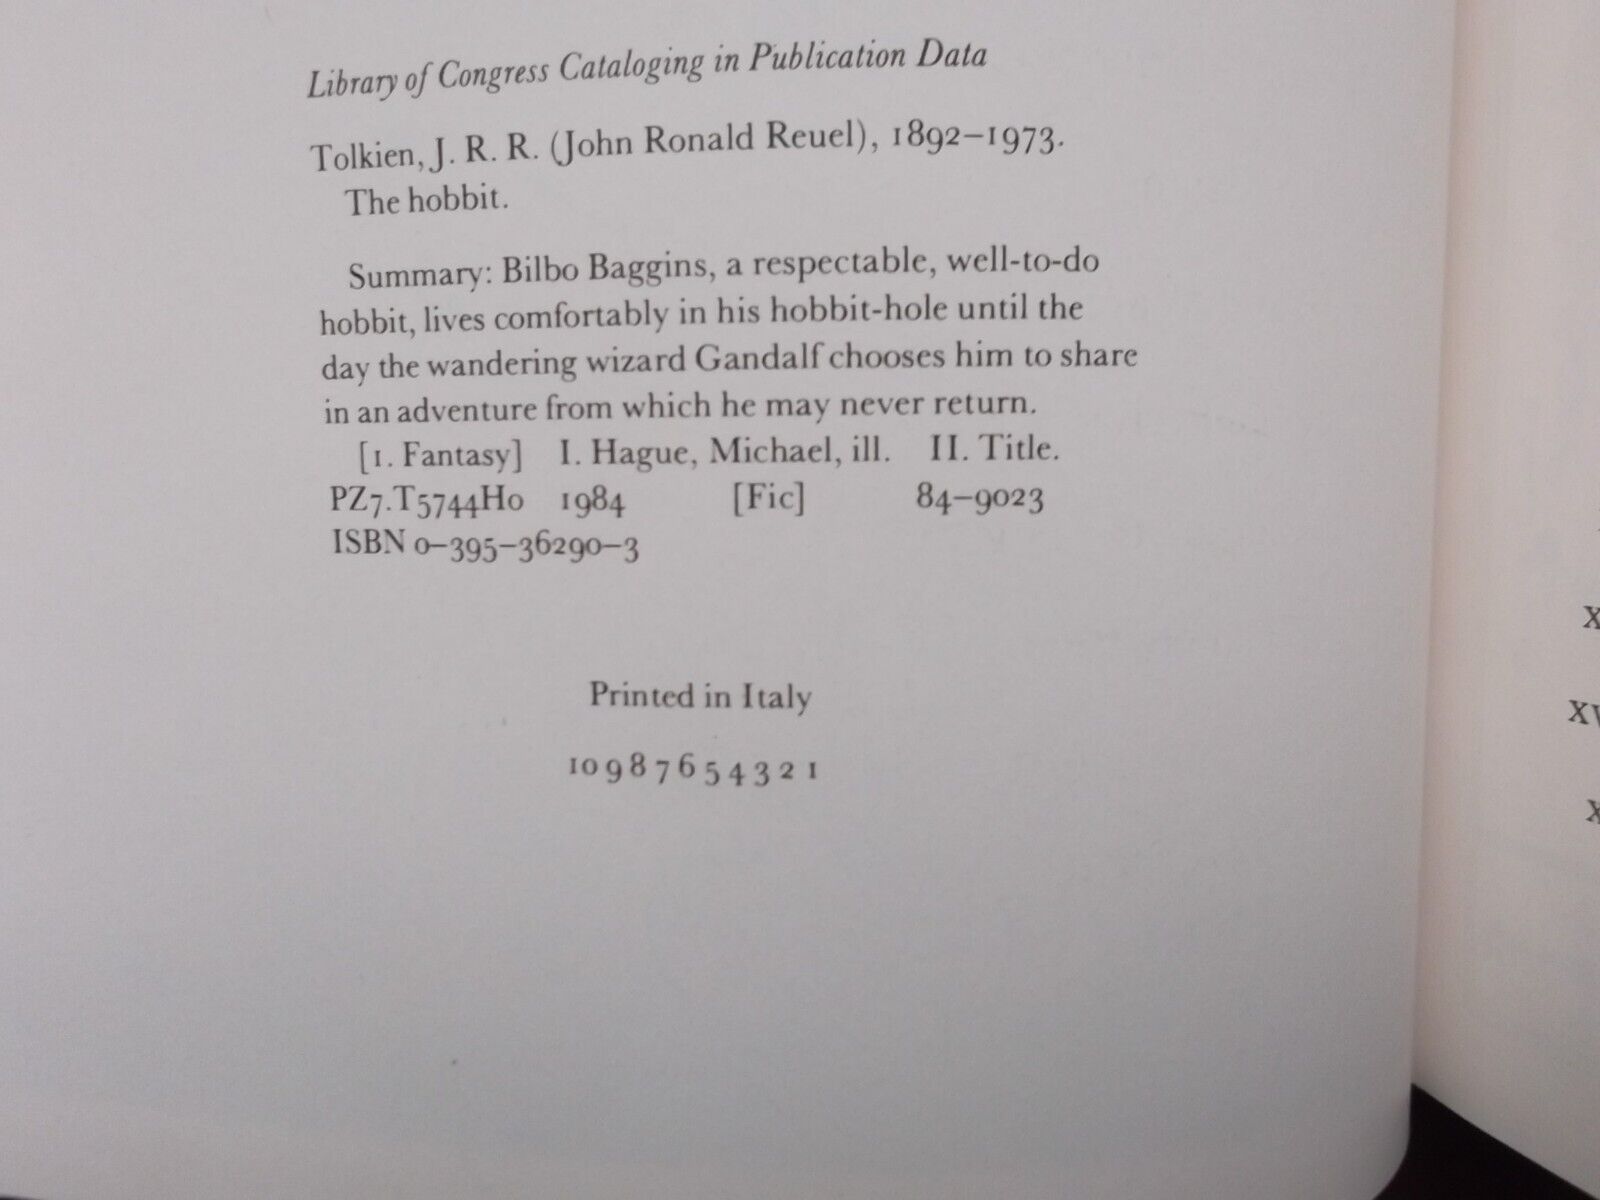 Library of Congress Cataloging in Publication Data
Tolkien, J. R. R. (John Ronald Reuel), 1892–1973.
The hobbit.
Summary: Bilbo Baggins, a respectable, well-to-do
hobbit, lives comfortably in his hobbit-hole until the
day the wandering wizard Gandalf chooses him to share
in an adventure from which he may never return.
[1. Fantasy] I. Hague, Michael, ill. II. Title.
PZ7.T5744Ho 1984 [Fic] 84–9023
ISBN 0–395–36290–3
Printed in Italy
10 9 8 7 6 5 4 3 2 1